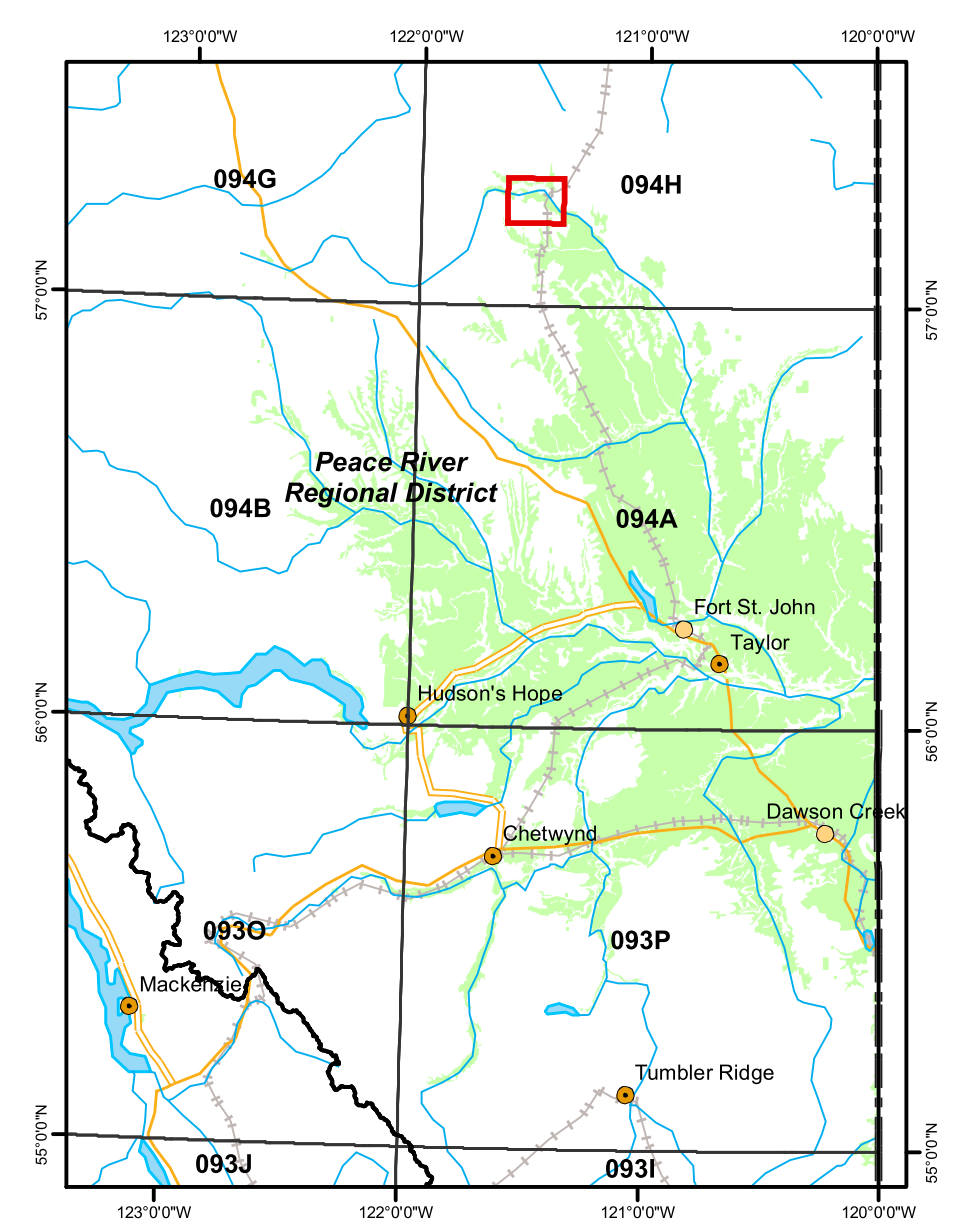 123°0'0"W 122°0'0"W 121°0'0"W 120°0'0"W
094G
094H
57°0'0"N
57°0'0"N
Peace River
Regional District
094B
094A
Fort St. John
Taylor
Hudson's Hope
56°0'0"N
56°0'0"N
Dawson Creek
Chetwynd
093O
093P
Mackenzie
Tumbler Ridge
55°0'0"N
55°0'0"N
093J
093I
123°0'0"W 122°0'0"W 121°0'0"W 120°0'0"W